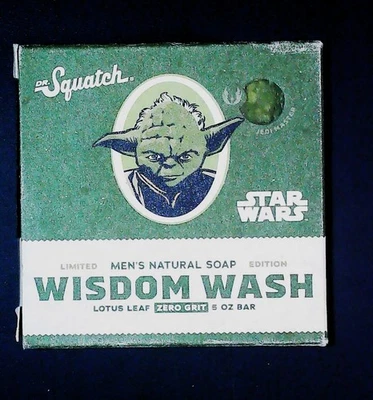 DR. Squatch®
JEDI MASTER
STAR
WARS
LIMITED MEN'S NATURAL SOAP EDITION
WISDOM WASH
LOTUS LEAF ZERO GRIT 5 OZ BAR